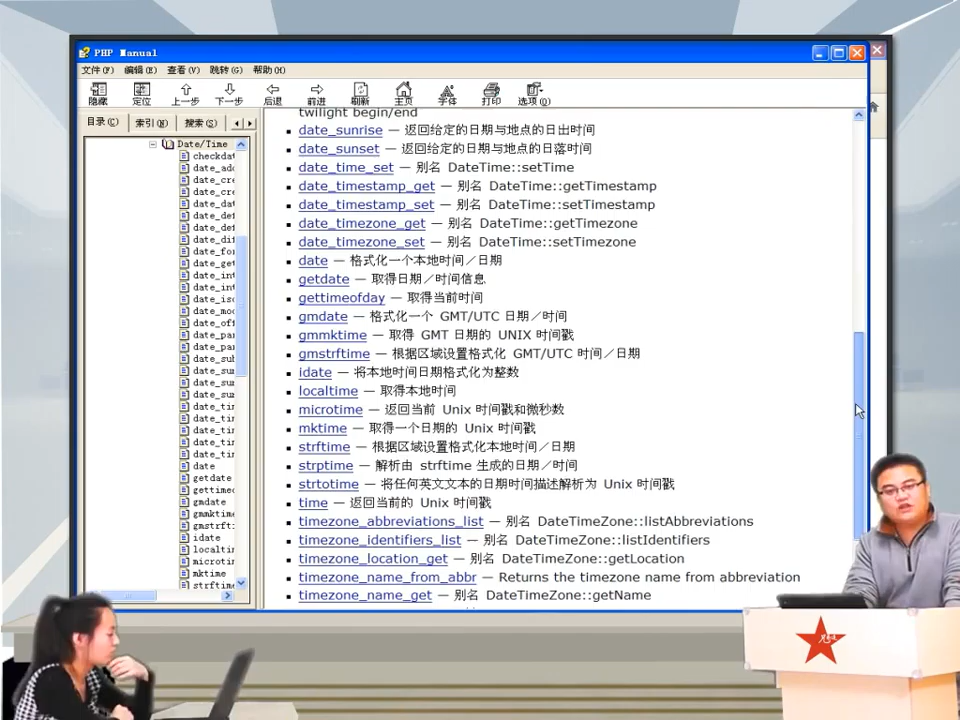 PHP Manual
文件(F) 编辑(E) 查看(V) 跳转(G) 帮助(H)
隐藏 定位 上一步 下一步 后退 前进 刷新 主页 字体 打印 选项(O)
目录(C) 索引(N) 搜索(S)
Date/Time
checkdat
date_add
date_cre
date_cre
date_dat
date_def
date_def
date_dif
date_for
date_get
date_int
date_int
date_iso
date_mod
date_off
date_par
date_par
date_sub
date_sun
date_sun
date_sun
date_tim
date_tim
date_tim
date_tim
date_tim
date
getdate
gettimeo
gmdate
gmmktime
gmstrfti
idate
localtim
microtim
mktime
strftime
twilight begin/end
date_sunrise — 返回给定的日期与地点的日出时间
date_sunset — 返回给定的日期与地点的日落时间
date_time_set — 别名 DateTime::setTime
date_timestamp_get — 别名 DateTime::getTimestamp
date_timestamp_set — 别名 DateTime::setTimestamp
date_timezone_get — 别名 DateTime::getTimezone
date_timezone_set — 别名 DateTime::setTimezone
date — 格式化一个本地时间／日期
getdate — 取得日期／时间信息
gettimeofday — 取得当前时间
gmdate — 格式化一个 GMT/UTC 日期／时间
gmmktime — 取得 GMT 日期的 UNIX 时间戳
gmstrftime — 根据区域设置格式化 GMT/UTC 时间／日期
idate — 将本地时间日期格式化为整数
localtime — 取得本地时间
microtime — 返回当前 Unix 时间戳和微秒数
mktime — 取得一个日期的 Unix 时间戳
strftime — 根据区域设置格式化本地时间／日期
strptime — 解析由 strftime 生成的日期／时间
strtotime — 将任何英文文本的日期时间描述解析为 Unix 时间戳
time — 返回当前的 Unix 时间戳
timezone_abbreviations_list — 别名 DateTimeZone::listAbbreviations
timezone_identifiers_list — 别名 DateTimeZone::listIdentifiers
timezone_location_get — 别名 DateTimeZone::getLocation
timezone_name_from_abbr — Returns the timezone name from abbreviation
timezone_name_get — 别名 DateTimeZone::getName